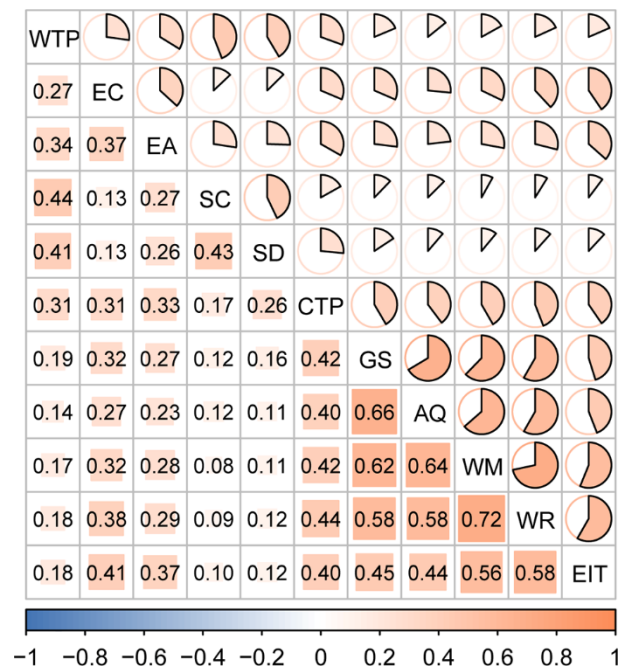 WTP
0.27 EC
0.34 0.37 EA
0.44 0.13 0.27 SC
0.41 0.13 0.26 0.43 SD
0.31 0.31 0.33 0.17 0.26 CTP
0.19 0.32 0.27 0.12 0.16 0.42 GS
0.14 0.27 0.23 0.12 0.11 0.40 0.66 AQ
0.17 0.32 0.28 0.08 0.11 0.42 0.62 0.64 WM
0.18 0.38 0.29 0.09 0.12 0.44 0.58 0.58 0.72 WR
0.18 0.41 0.37 0.10 0.12 0.40 0.45 0.44 0.56 0.58 EIT
−1 −0.8 −0.6 −0.4 −0.2 0 0.2 0.4 0.6 0.8 1